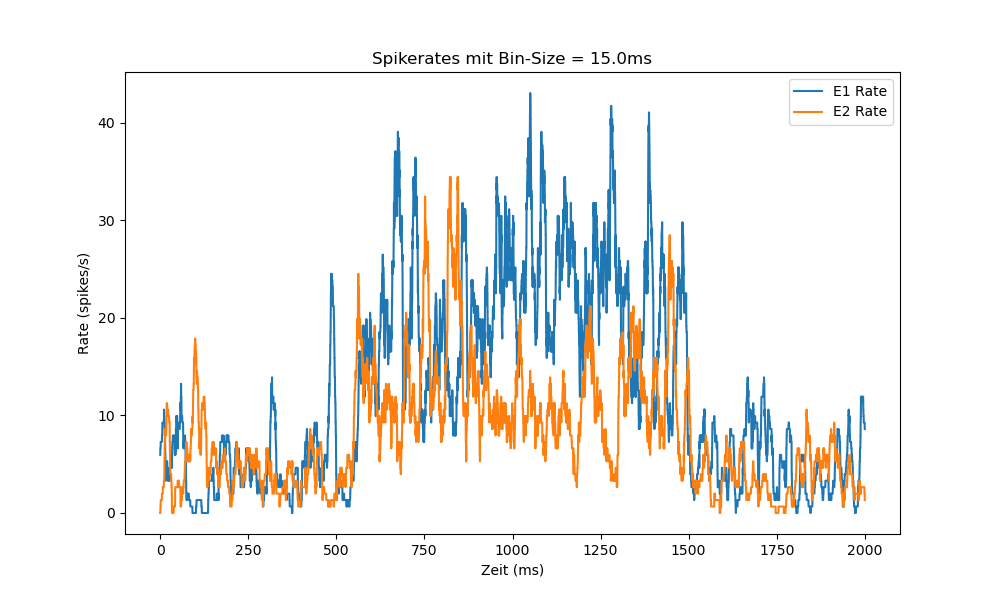 Spikerates mit Bin-Size = 15.0ms
E1 Rate
E2 Rate
Rate (spikes/s)
40
30
20
10
0
0 250 500 750 1000 1250 1500 1750 2000
Zeit (ms)